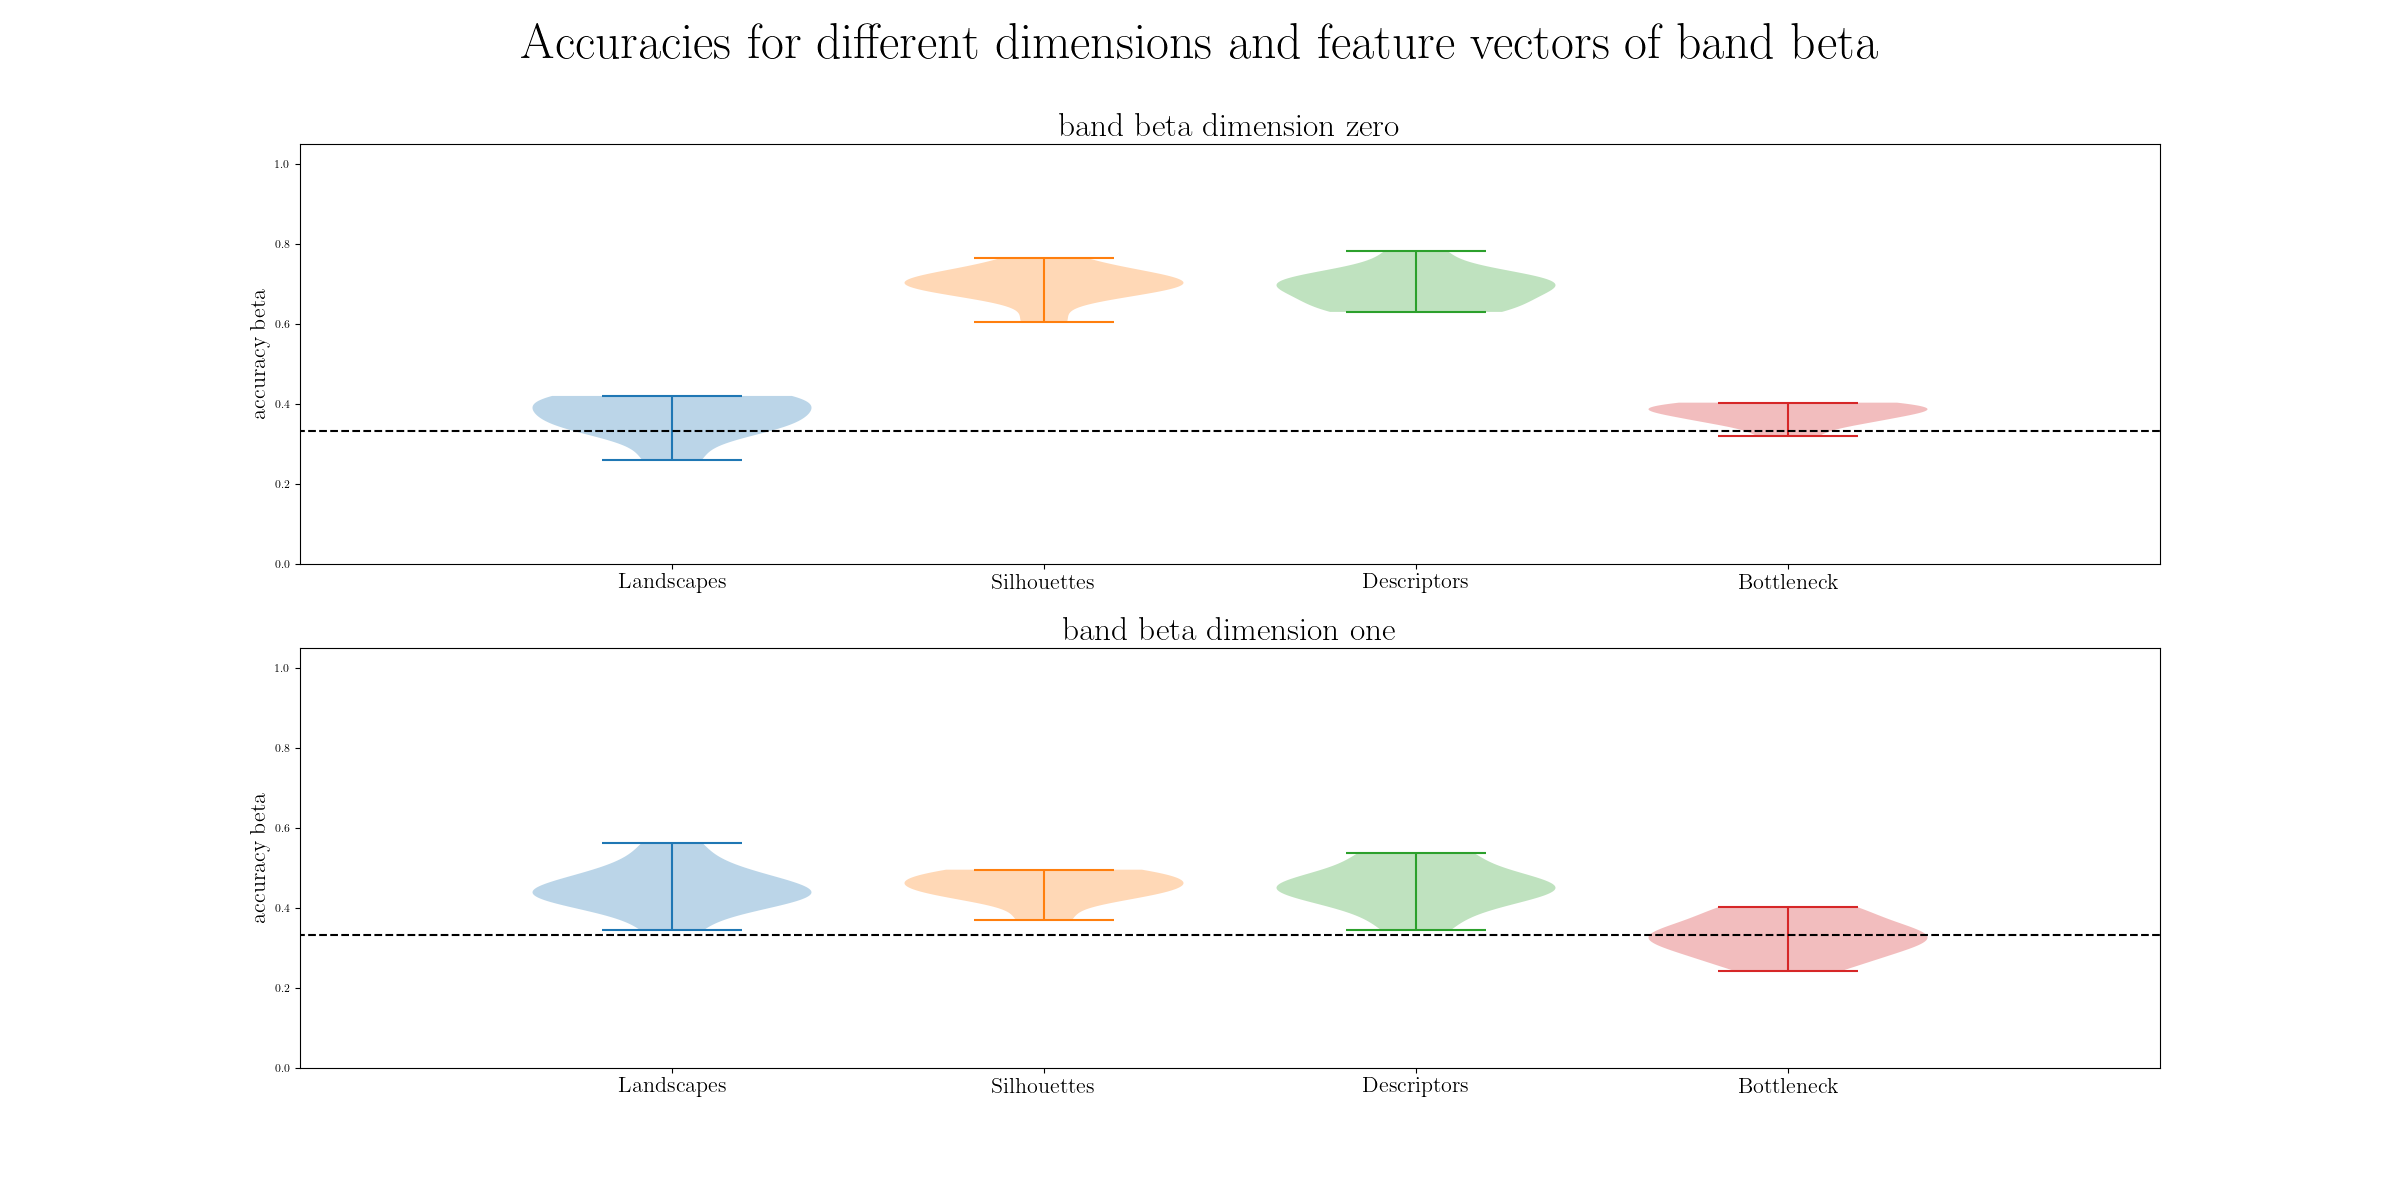 Accuracies for different dimensions and feature vectors of band beta
band beta dimension zero
1.0
0.8
0.6
0.4
0.2
0.0
accuracy beta
Landscapes Silhouettes Descriptors Bottleneck
band beta dimension one
1.0
0.8
0.6
0.4
0.2
0.0
accuracy beta
Landscapes Silhouettes Descriptors Bottleneck